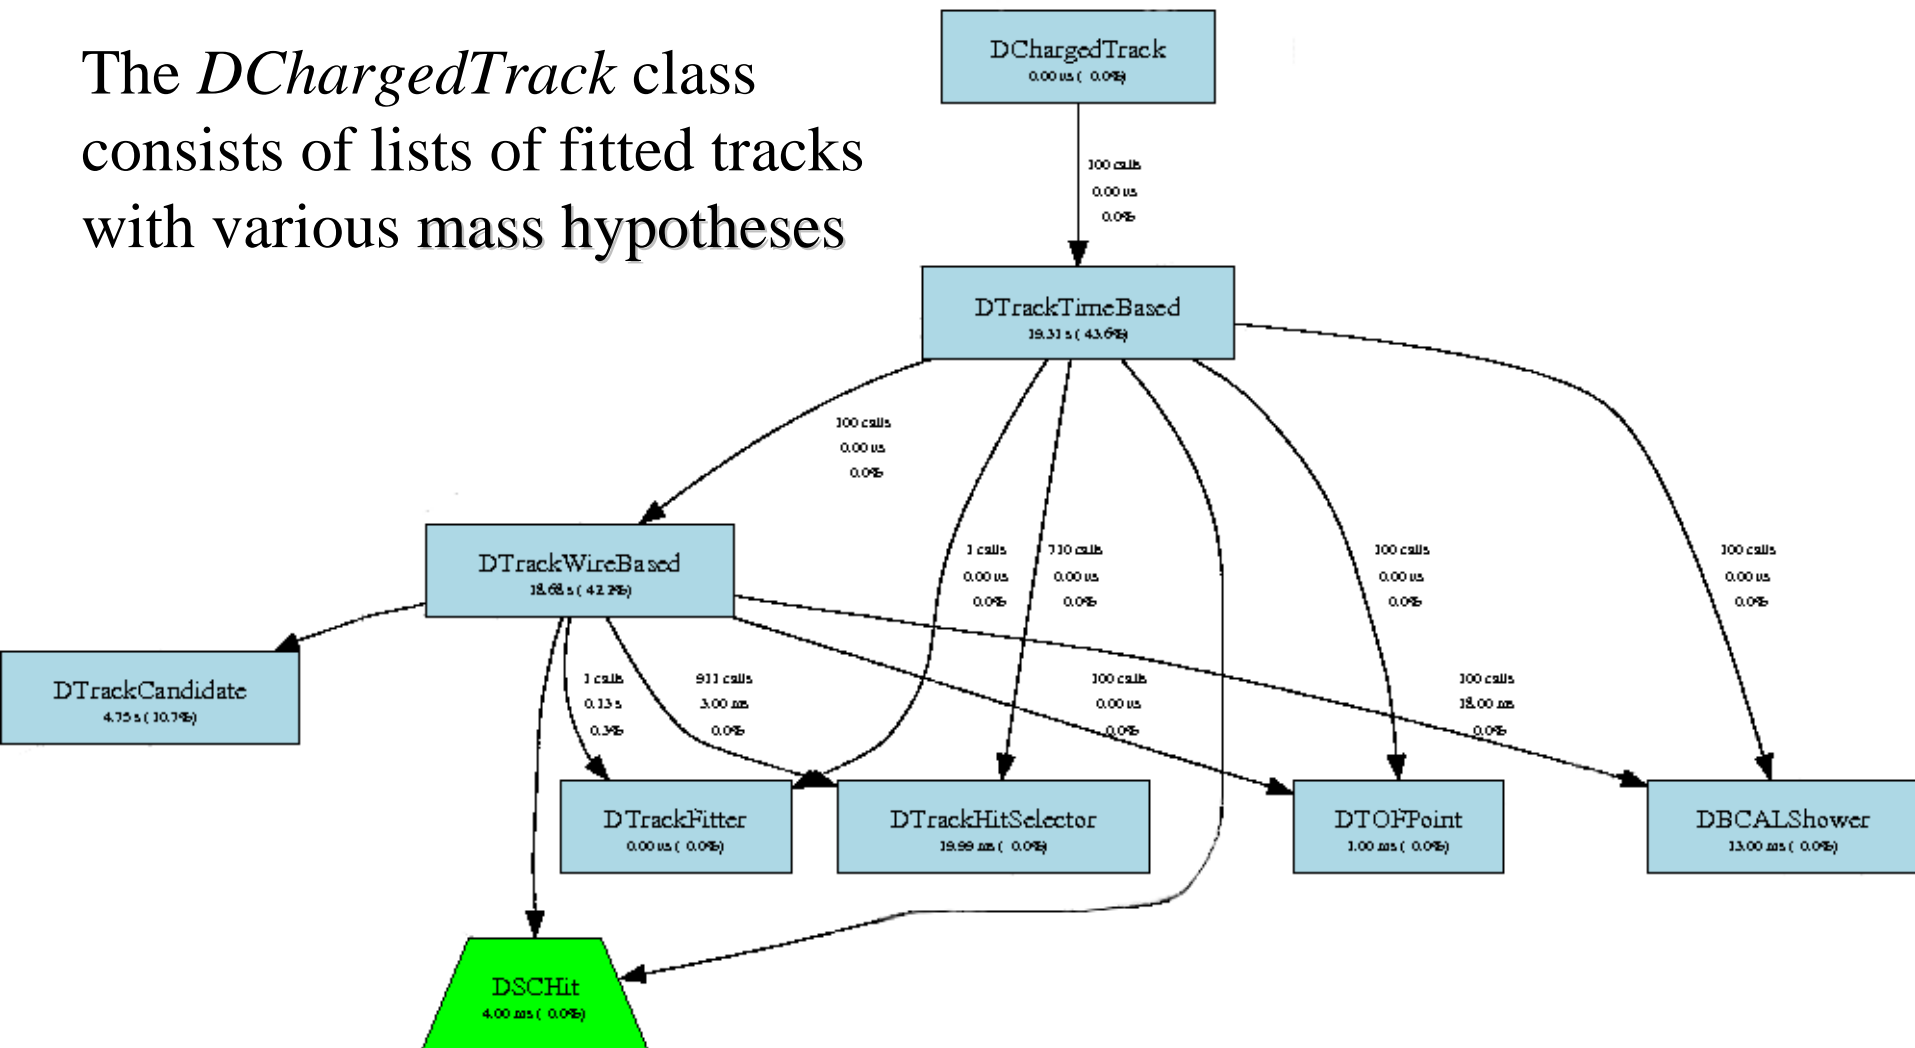 The DChargedTrack class
consists of lists of fitted tracks
with various mass hypotheses
DChargedTrack
0.00 us ( 0.0%)
100 calls
0.00 us
0.0%
DTrackTimeBased
19.31 s ( 43.6%)
100 calls
0.00 us
0.0%
1 calls
0.00 us
0.0%
710 calls
0.00 us
0.0%
100 calls
0.00 us
0.0%
100 calls
0.00 us
0.0%
DTrackWireBased
18.68 s ( 42.2%)
DTrackCandidate
4.75 s ( 10.7%)
1 calls
0.13 s
0.3%
911 calls
3.00 ms
0.0%
100 calls
0.00 us
0.0%
100 calls
18.00 ms
0.0%
DTrackFitter
0.00 us ( 0.0%)
DTrackHitSelector
19.99 ms ( 0.0%)
DTOFPoint
1.00 ms ( 0.0%)
DBCALShower
13.00 ms ( 0.0%)
DSCHit
4.00 ms ( 0.0%)